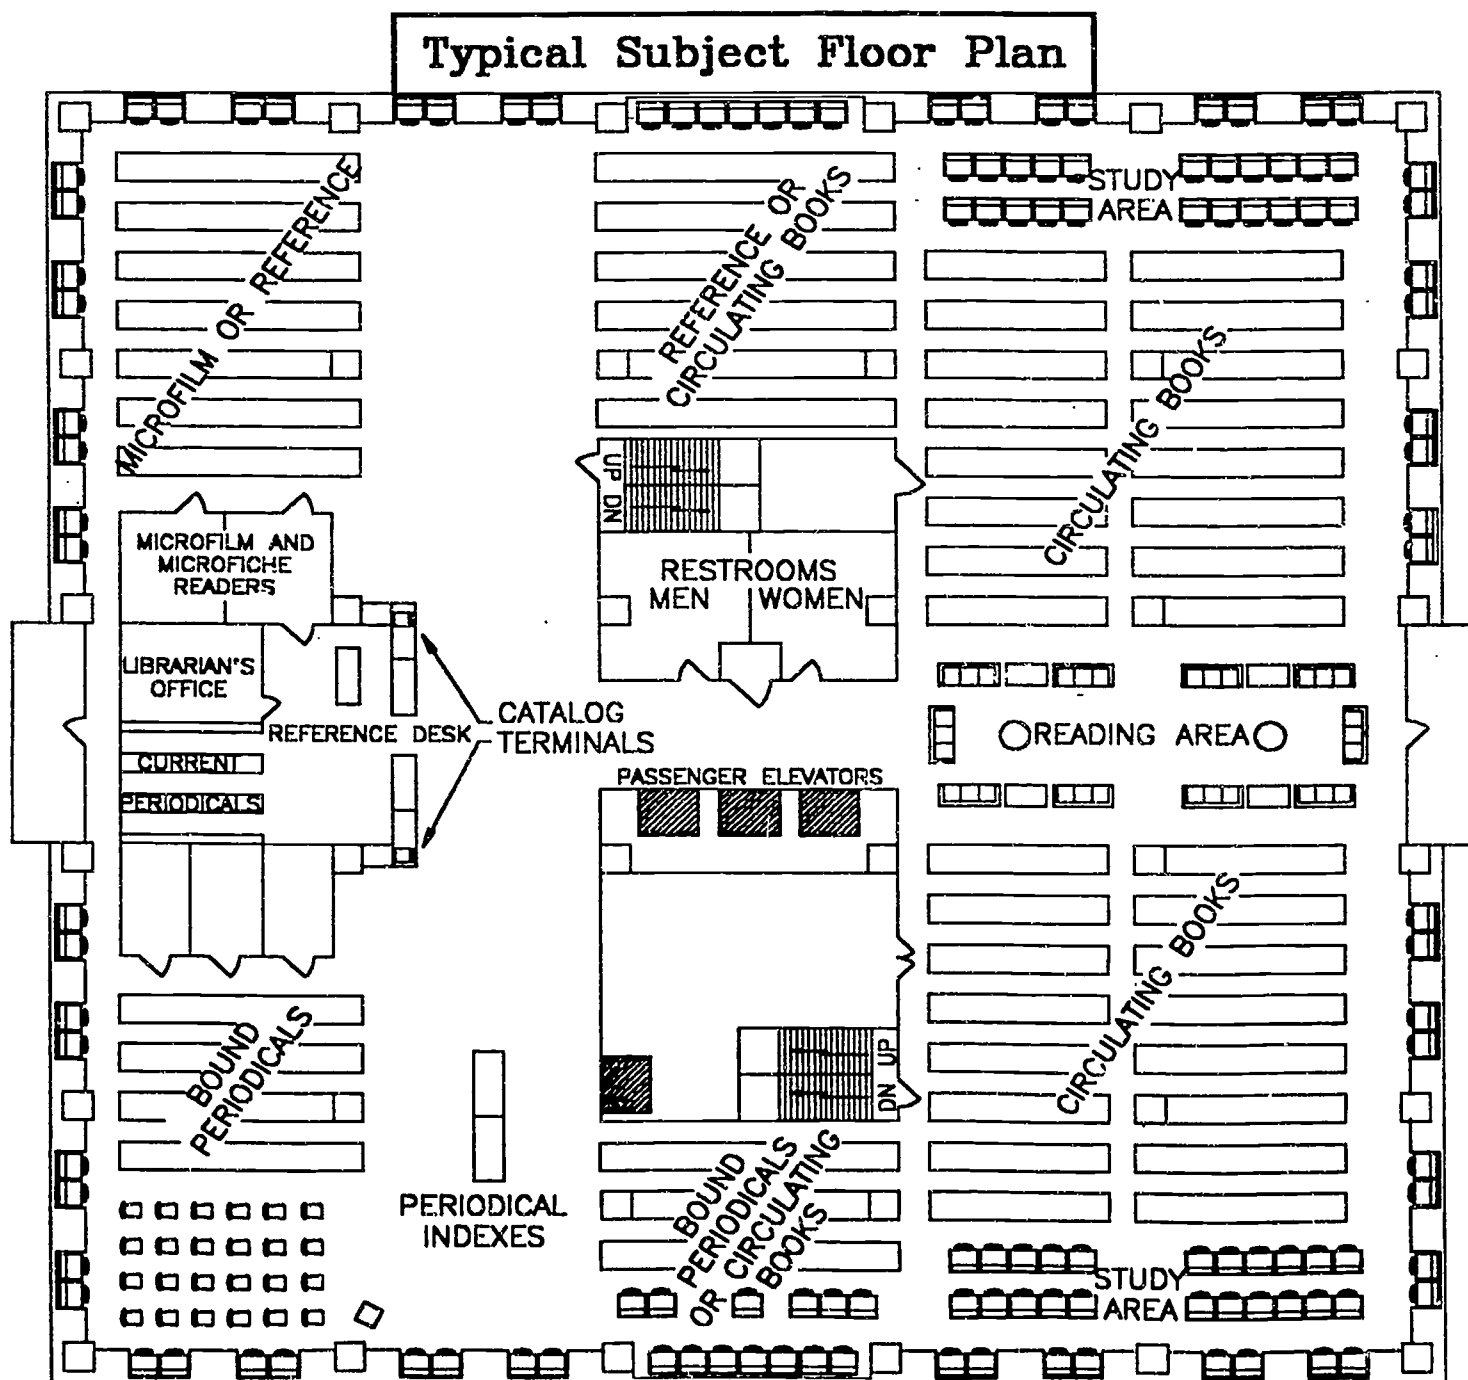 Typical Subject Floor Plan
STUDY
AREA
MICROFILM OR REFERENCE
REFERENCE OR
CIRCULATING BOOKS
CIRCULATING BOOKS
UP
DN
MICROFILM AND
MICROFICHE
READERS
RESTROOMS
MEN WOMEN
LIBRARIAN'S
OFFICE
REFERENCE DESK
CATALOG
TERMINALS
READING AREA
CURRENT
PERIODICALS
PASSENGER ELEVATORS
CIRCULATING BOOKS
BOUND
PERIODICALS
UP
DN
PERIODICAL
INDEXES
BOUND
PERIODICALS
OR CIRCULATING
BOOKS
STUDY
AREA